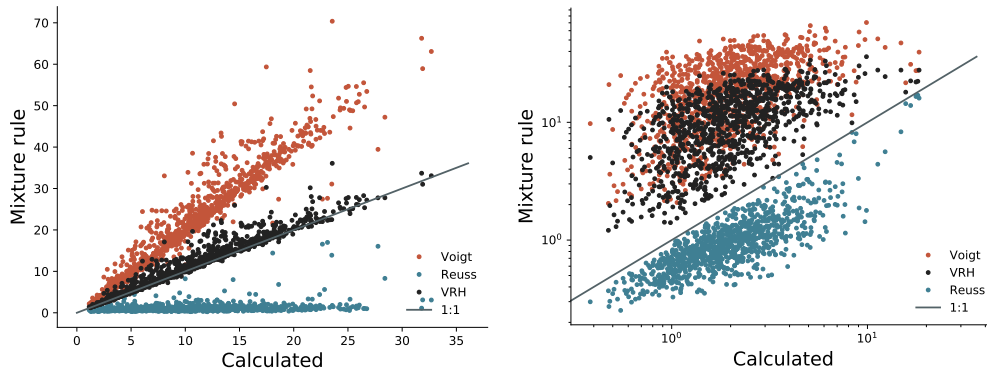 70
60
50
40
30
20
10
0
Mixture rule
0 5 10 15 20 25 30 35
Calculated
Voigt
Reuss
VRH
1:1
10¹
10⁰
Mixture rule
10⁰ 10¹
Calculated
Voigt
VRH
Reuss
1:1